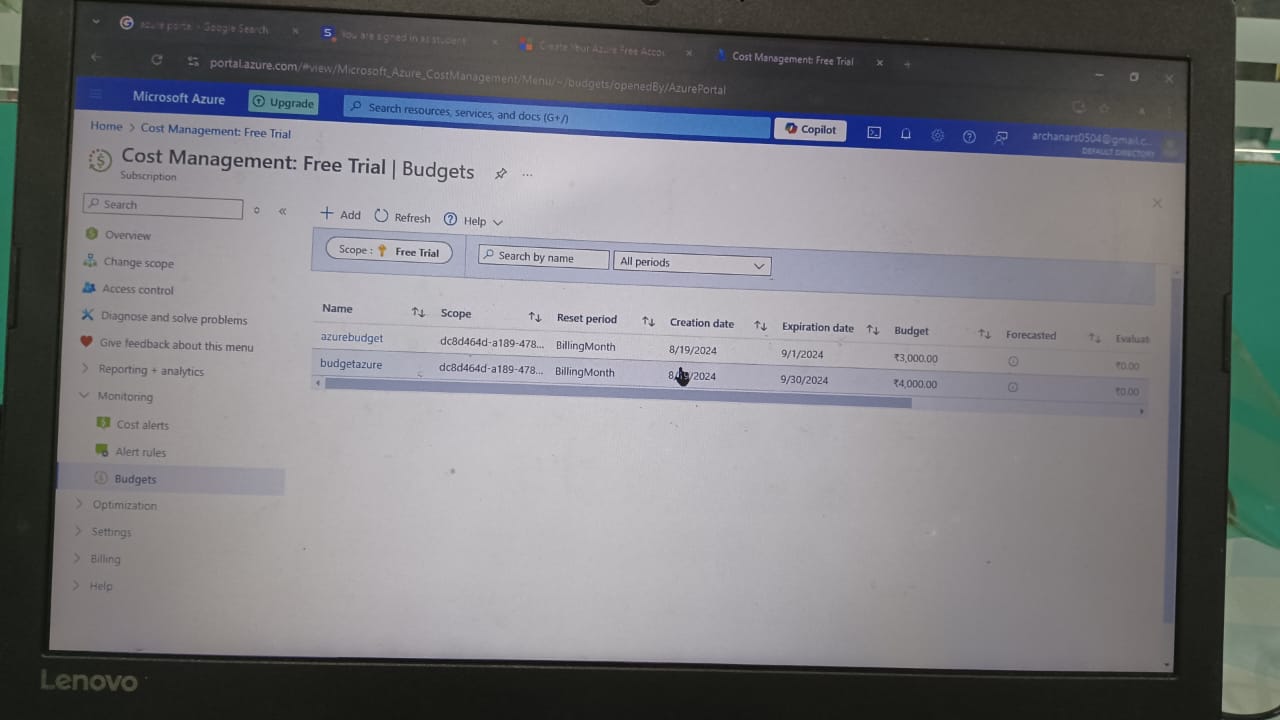 azure portal - Google Search
You are signed in as student
Create Your Azure Free Accou
Cost Management: Free Trial
portal.azure.com/#view/Microsoft_Azure_CostManagement/Menu/~/budgets/openedBy/AzurePortal
Microsoft Azure
Upgrade
Search resources, services, and docs (G+/)
Copilot
archanars0504@gmail.c...
DEFAULT DIRECTORY
Home > Cost Management: Free Trial
Cost Management: Free Trial | Budgets
Subscription
Search
Add Refresh Help
Scope : Free Trial
Search by name
All periods
Overview
Change scope
Access control
Diagnose and solve problems
Give feedback about this menu
Reporting + analytics
Monitoring
Cost alerts
Alert rules
Budgets
Optimization
Settings
Billing
Help
Name Scope Reset period Creation date Expiration date Budget Forecasted Evaluat
azurebudget dc8d464d-a189-478... BillingMonth 8/19/2024 9/1/2024 ₹3,000.00 ₹0.00
budgetazure dc8d464d-a189-478... BillingMonth 9/30/2024 ₹4,000.00 ₹0.00
Lenovo